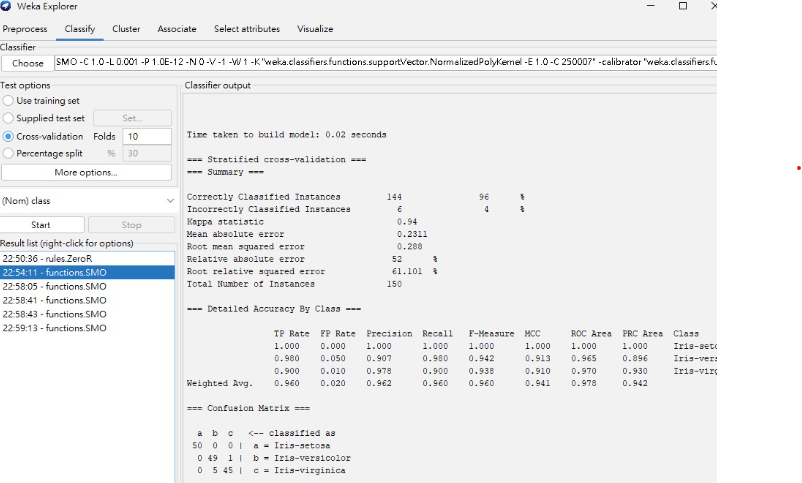 Weka Explorer
Preprocess Classify Cluster Associate Select attributes Visualize
Classifier
Choose SMO -C 1.0 -L 0.001 -P 1.0E-12 -N 0 -V -1 -W 1 -K "weka.classifiers.functions.supportVector.NormalizedPolyKernel -E 1.0 -C 250007" -calibrator "weka.classifiers.fu
Test options
Use training set
Supplied test set Set...
Cross-validation Folds 10
Percentage split % 30
More options...
(Nom) class
Start Stop
Result list (right-click for options)
22:50:36 - rules.ZeroR
22:54:11 - functions.SMO
22:58:05 - functions.SMO
22:58:41 - functions.SMO
22:58:43 - functions.SMO
22:59:13 - functions.SMO
Classifier output
Time taken to build model: 0.02 seconds
=== Stratified cross-validation ===
=== Summary ===
Correctly Classified Instances 144 96 %
Incorrectly Classified Instances 6 4 %
Kappa statistic 0.94
Mean absolute error 0.2311
Root mean squared error 0.288
Relative absolute error 52 %
Root relative squared error 61.101 %
Total Number of Instances 150
=== Detailed Accuracy By Class ===
TP Rate FP Rate Precision Recall F-Measure MCC ROC Area PRC Area Class
1.000 0.000 1.000 1.000 1.000 1.000 1.000 1.000 Iris-seto
0.980 0.050 0.907 0.980 0.942 0.913 0.965 0.896 Iris-vers
0.900 0.010 0.978 0.900 0.938 0.910 0.970 0.930 Iris-virg
Weighted Avg. 0.960 0.020 0.962 0.960 0.960 0.941 0.978 0.942
=== Confusion Matrix ===
a b c <-- classified as
50 0 0 | a = Iris-setosa
0 49 1 | b = Iris-versicolor
0 5 45 | c = Iris-virginica